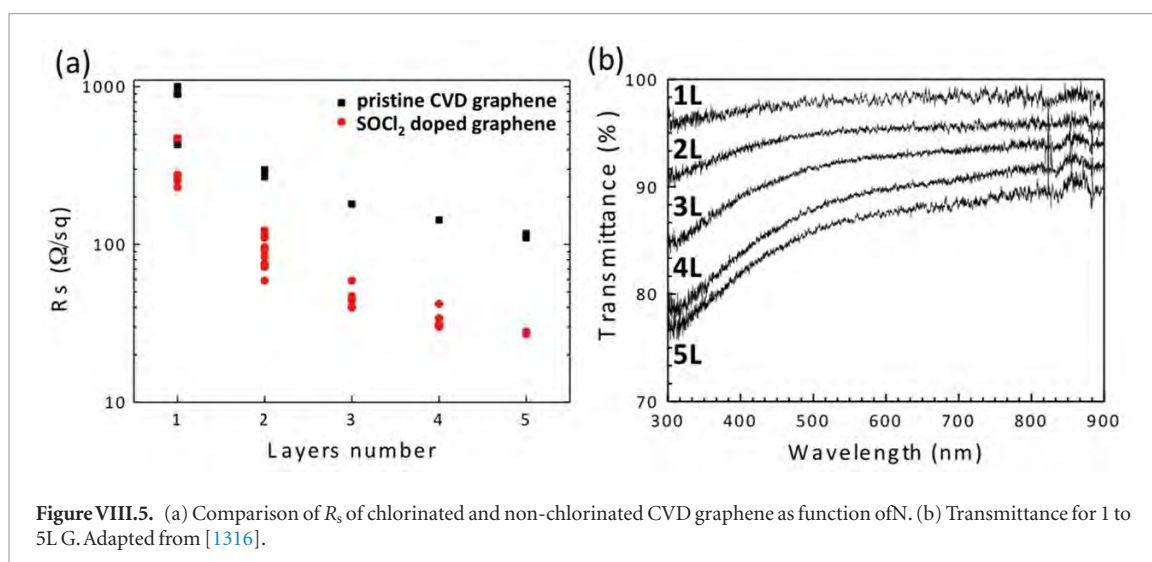 (a)
1000
100
10
Rs (Ω/sq)
pristine CVD graphene
SOCl₂ doped graphene
1 2 3 4 5
Layers number
(b)
100
90
80
70
Transmittance (%)
1L
2L
3L
4L
5L
300 400 500 600 700 800 900
Wavelength (nm)
Figure VIII.5. (a) Comparison of Rs of chlorinated and non-chlorinated CVD graphene as function ofN. (b) Transmittance for 1 to
5L G. Adapted from [1316].